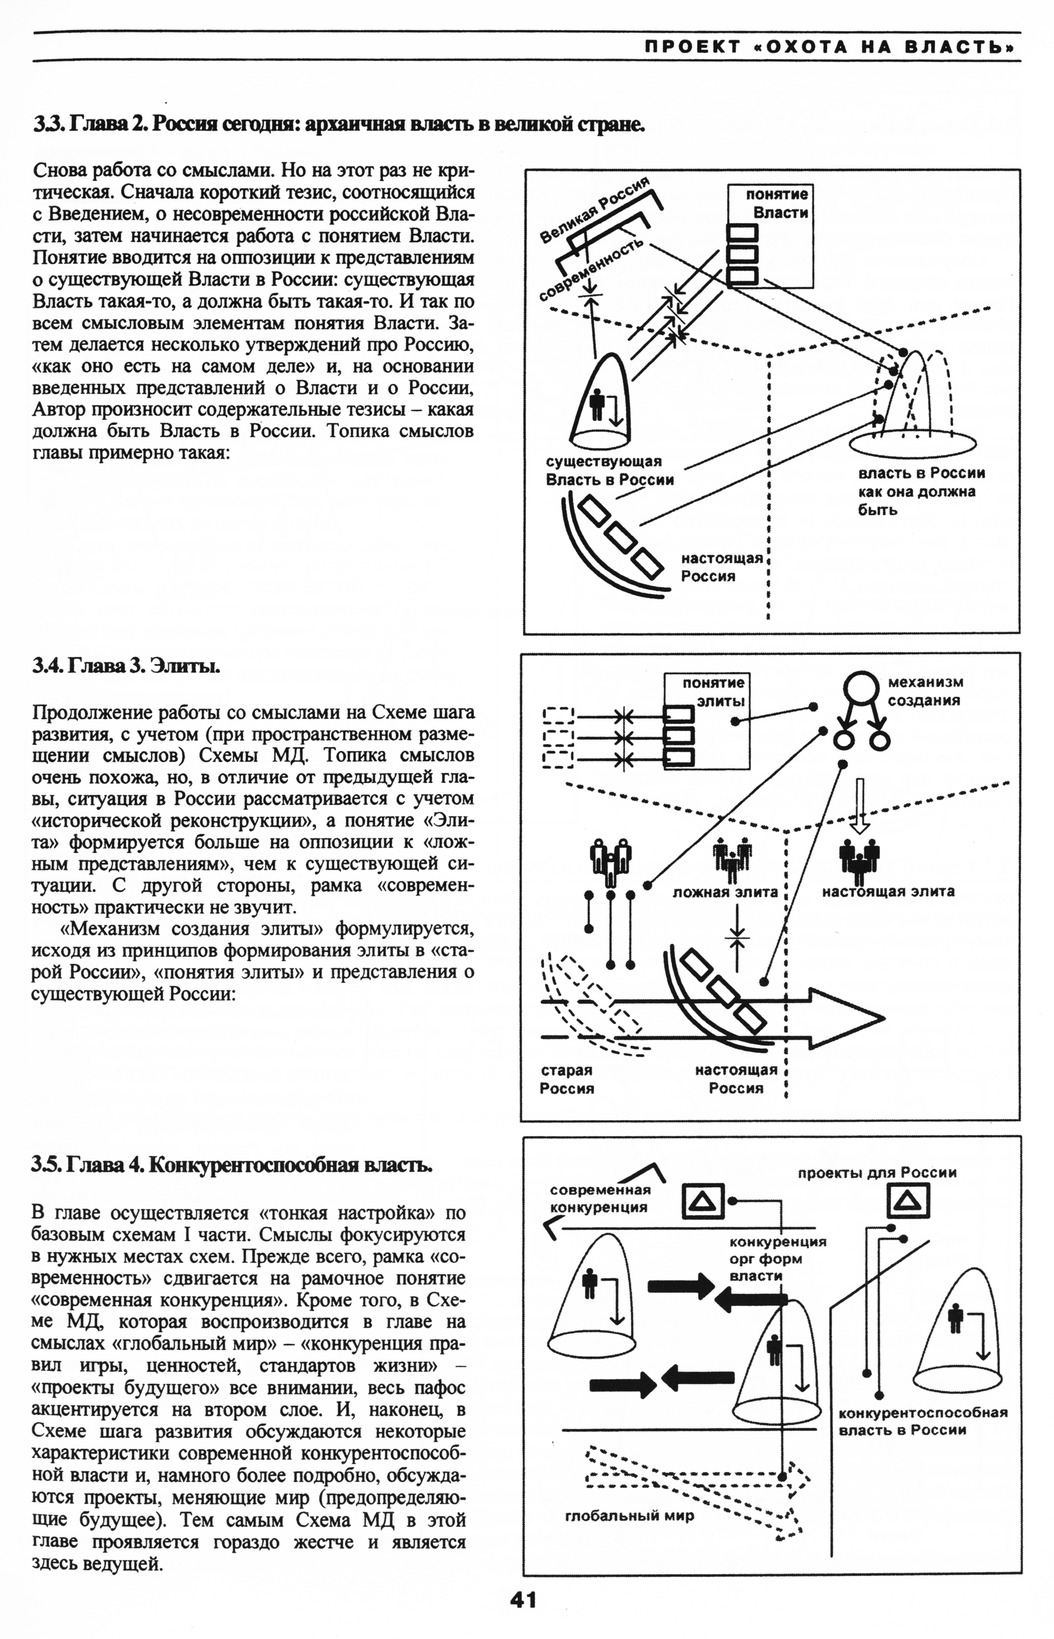 ПРОЕКТ «ОХОТА НА ВЛАСТЬ»
3.3. Глава 2. Россия сегодня: архаичная власть в великой стране.
Снова работа со смыслами. Но на этот раз не кри-
тическая. Сначала короткий тезис, соотносящийся
с Введением, о несовременности российской Вла-
сти, затем начинается работа с понятием Власти.
Понятие вводится на оппозиции к представлениям
о существующей Власти в России: существующая
Власть такая-то, а должна быть такая-то. И так по
всем смысловым элементам понятия Власти. За-
тем делается несколько утверждений про Россию,
«как оно есть на самом деле» и, на основании
введенных представлений о Власти и о России,
Автор произносит содержательные тезисы – какая
должна быть Власть в России. Топика смыслов
главы примерно такая:
Великая Россия
современность
понятие
Власти
существующая
Власть в России
власть в России
как она должна
быть
настоящая
Россия
3.4. Глава 3. Элиты.
Продолжение работы со смыслами на Схеме шага
развития, с учетом (при пространственном разме-
щении смыслов) Схемы МД. Топика смыслов
очень похожа, но, в отличие от предыдущей гла-
вы, ситуация в России рассматривается с учетом
«исторической реконструкции», а понятие «Эли-
та» формируется больше на оппозиции к «лож-
ным представлениям», чем к существующей си-
туации. С другой стороны, рамка «современ-
ность» практически не звучит.
«Механизм создания элиты» формулируется,
исходя из принципов формирования элиты в «ста-
рой России», «понятия элиты» и представления о
существующей России:
понятие
элиты
механизм
создания
ложная элита
настоящая элита
старая
Россия
настоящая
Россия
3.5. Глава 4. Конкурентоспособная власть.
В главе осуществляется «тонкая настройка» по
базовым схемам I части. Смыслы фокусируются
в нужных местах схем. Прежде всего, рамка «со-
временность» сдвигается на рамочное понятие
«современная конкуренция». Кроме того, в Схе-
ме МД, которая воспроизводится в главе на
смыслах «глобальный мир» – «конкуренция пра-
вил игры, ценностей, стандартов жизни» –
«проекты будущего» все внимании, весь пафос
акцентируется на втором слое. И, наконец, в
Схеме шага развития обсуждаются некоторые
характеристики современной конкурентоспособ-
ной власти и, намного более подробно, обсужда-
ются проекты, меняющие мир (предопределяю-
щие будущее). Тем самым Схема МД в этой
главе проявляется гораздо жестче и является
здесь ведущей.
современная
конкуренция
проекты для России
конкуренция
орг форм
власти
конкурентоспособная
власть в России
глобальный мир
41